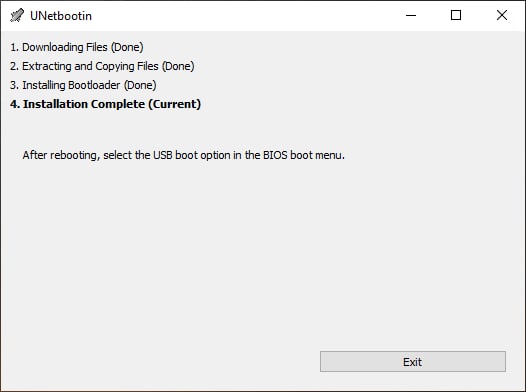 UNetbootin
1. Downloading Files (Done)
2. Extracting and Copying Files (Done)
3. Installing Bootloader (Done)
4. Installation Complete (Current)
After rebooting, select the USB boot option in the BIOS boot menu.
Exit